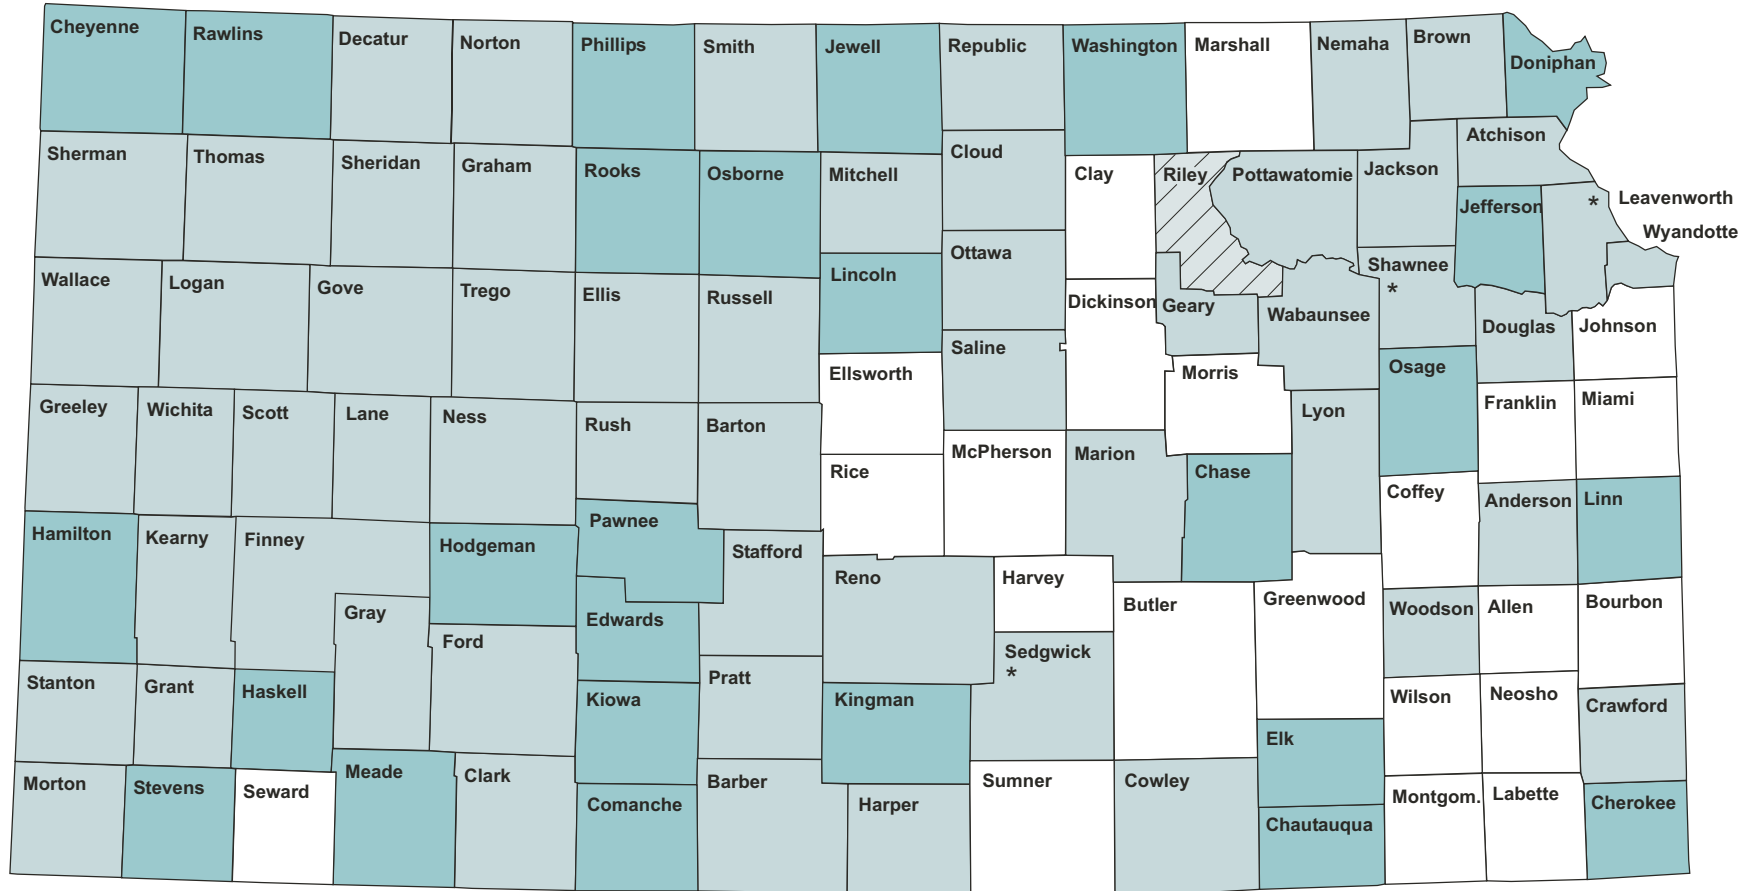 Cheyenne
Rawlins
Decatur
Norton
Phillips
Smith
Jewell
Republic
Washington
Marshall
Nemaha
Brown
Doniphan
Sherman
Thomas
Sheridan
Graham
Rooks
Osborne
Mitchell
Cloud
Clay
Riley
Pottawatomie
Jackson
Atchison
Jefferson
*
Leavenworth
Wyandotte
Wallace
Logan
Gove
Trego
Ellis
Russell
Lincoln
Ottawa
Dickinson
Geary
Wabaunsee
Shawnee
*
Douglas
Johnson
Saline
Ellsworth
Morris
Osage
Greeley
Wichita
Scott
Lane
Ness
Rush
Barton
Rice
McPherson
Marion
Chase
Lyon
Franklin
Miami
Coffey
Anderson
Linn
Hamilton
Kearny
Finney
Hodgeman
Pawnee
Stafford
Reno
Harvey
Butler
Greenwood
Woodson
Allen
Bourbon
Gray
Ford
Edwards
Sedgwick
*
Stanton
Grant
Haskell
Kiowa
Pratt
Kingman
Elk
Wilson
Neosho
Crawford
Morton
Stevens
Seward
Meade
Clark
Comanche
Barber
Harper
Sumner
Cowley
Chautauqua
Montgom.
Labette
Cherokee